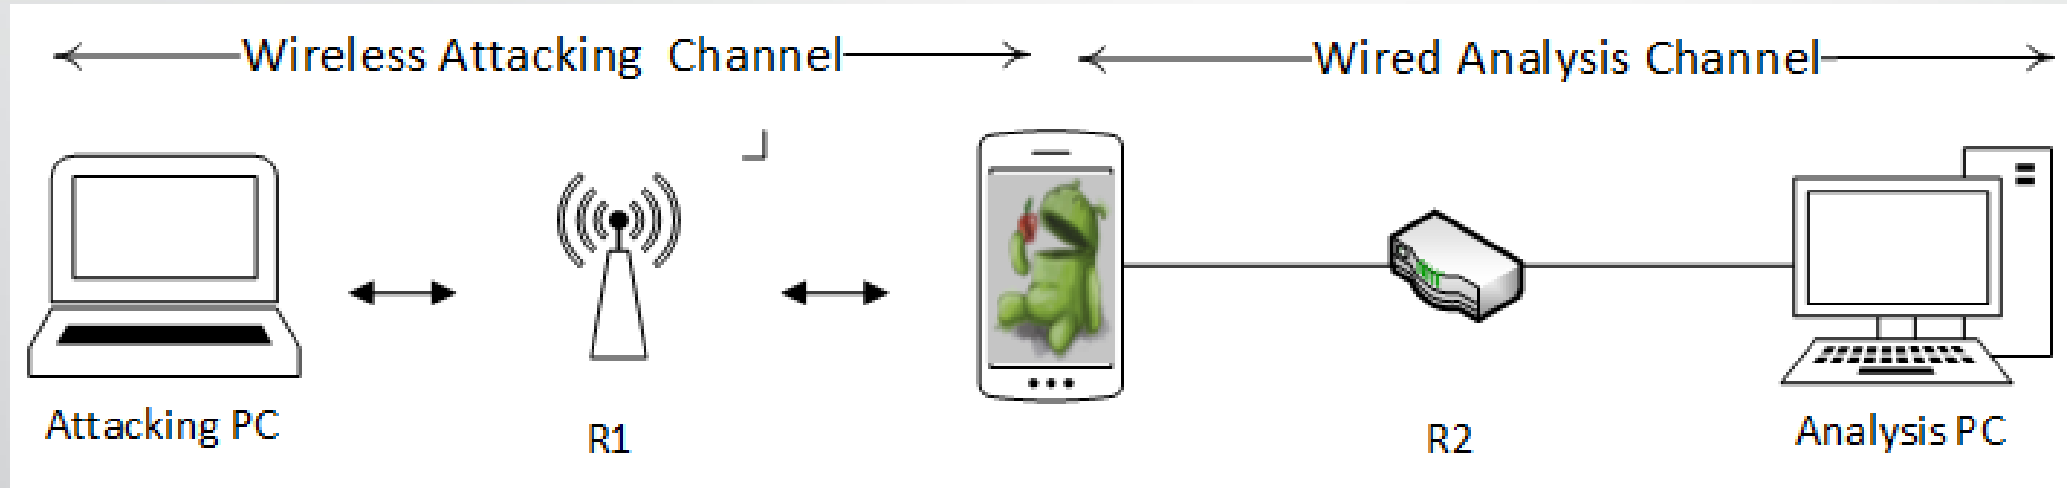 Wireless Attacking Channel
Wired Analysis Channel
Attacking PC
R1
R2
Analysis PC